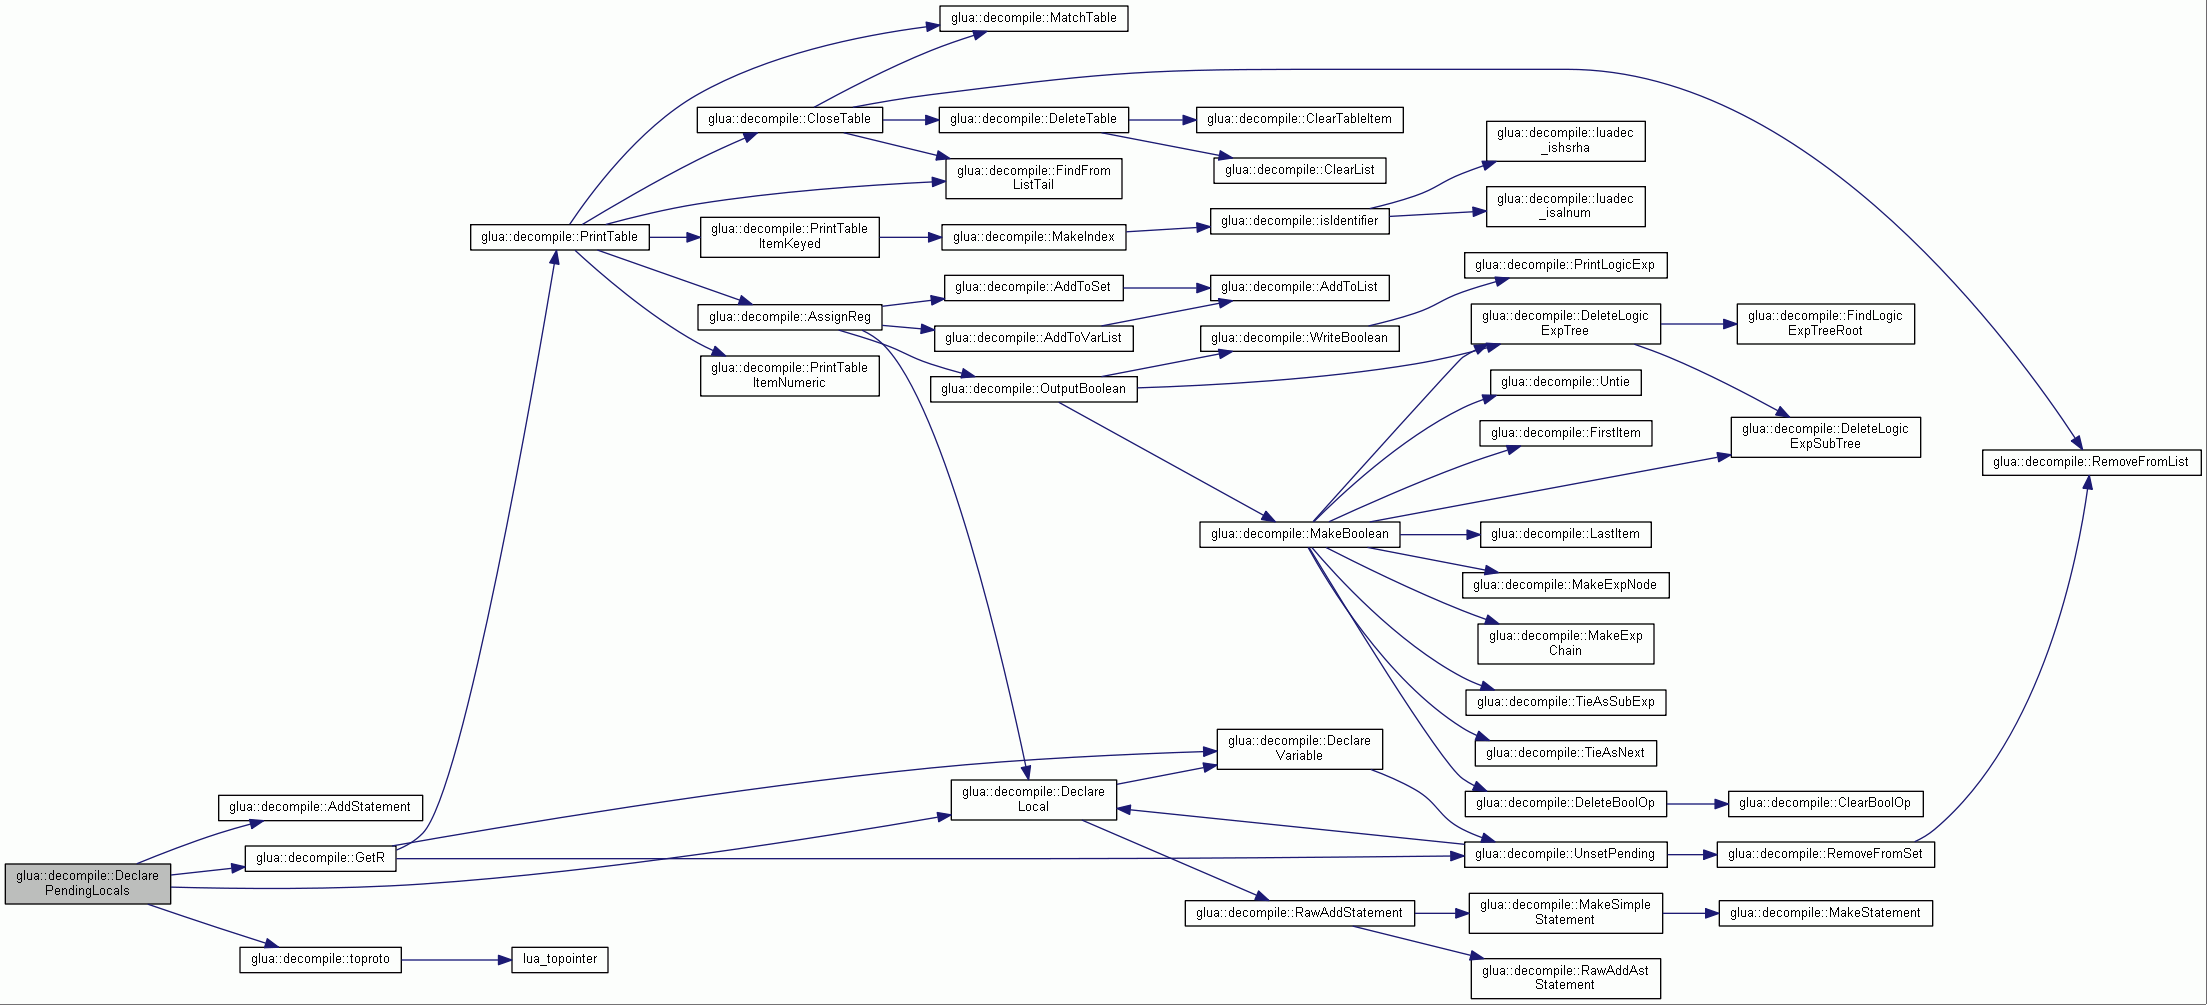 glua::decompile::MatchTable
glua::decompile::CloseTable
glua::decompile::DeleteTable
glua::decompile::ClearTableItem
glua::decompile::luadec
_ishsrha
glua::decompile::FindFrom
ListTail
glua::decompile::ClearList
glua::decompile::luadec
_isalnum
glua::decompile::PrintTable
glua::decompile::PrintTable
ItemKeyed
glua::decompile::MakeIndex
glua::decompile::isIdentifier
glua::decompile::PrintLogicExp
glua::decompile::AddToSet
glua::decompile::AddToList
glua::decompile::AssignReg
glua::decompile::AddToVarList
glua::decompile::WriteBoolean
glua::decompile::DeleteLogic
ExpTree
glua::decompile::FindLogic
ExpTreeRoot
glua::decompile::PrintTable
ItemNumeric
glua::decompile::OutputBoolean
glua::decompile::Untie
glua::decompile::FirstItem
glua::decompile::DeleteLogic
ExpSubTree
glua::decompile::RemoveFromList
glua::decompile::MakeBoolean
glua::decompile::LastItem
glua::decompile::MakeExpNode
glua::decompile::MakeExp
Chain
glua::decompile::TieAsSubExp
glua::decompile::Declare
Variable
glua::decompile::TieAsNext
glua::decompile::AddStatement
glua::decompile::Declare
Local
glua::decompile::DeleteBoolOp
glua::decompile::ClearBoolOp
glua::decompile::GetR
glua::decompile::UnsetPending
glua::decompile::RemoveFromSet
glua::decompile::Declare
PendingLocals
glua::decompile::RawAddStatement
glua::decompile::MakeSimple
Statement
glua::decompile::MakeStatement
glua::decompile::toproto
lua_topointer
glua::decompile::RawAddAst
Statement